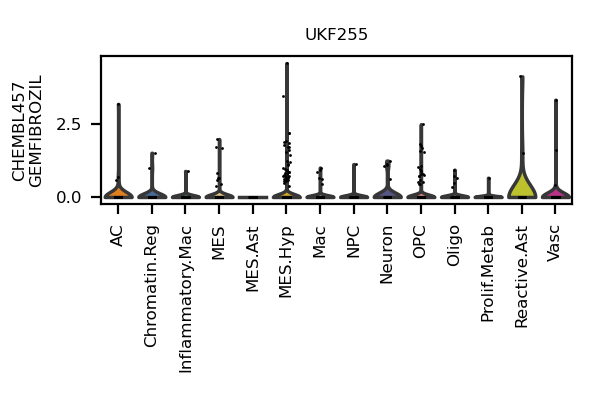 UKF255
CHEMBL457
GEMFIBROZIL
2.5
0.0
AC
Chromatin.Reg
Inflammatory.Mac
MES
MES.Ast
MES.Hyp
Mac
NPC
Neuron
OPC
Oligo
Prolif.Metab
Reactive.Ast
Vasc